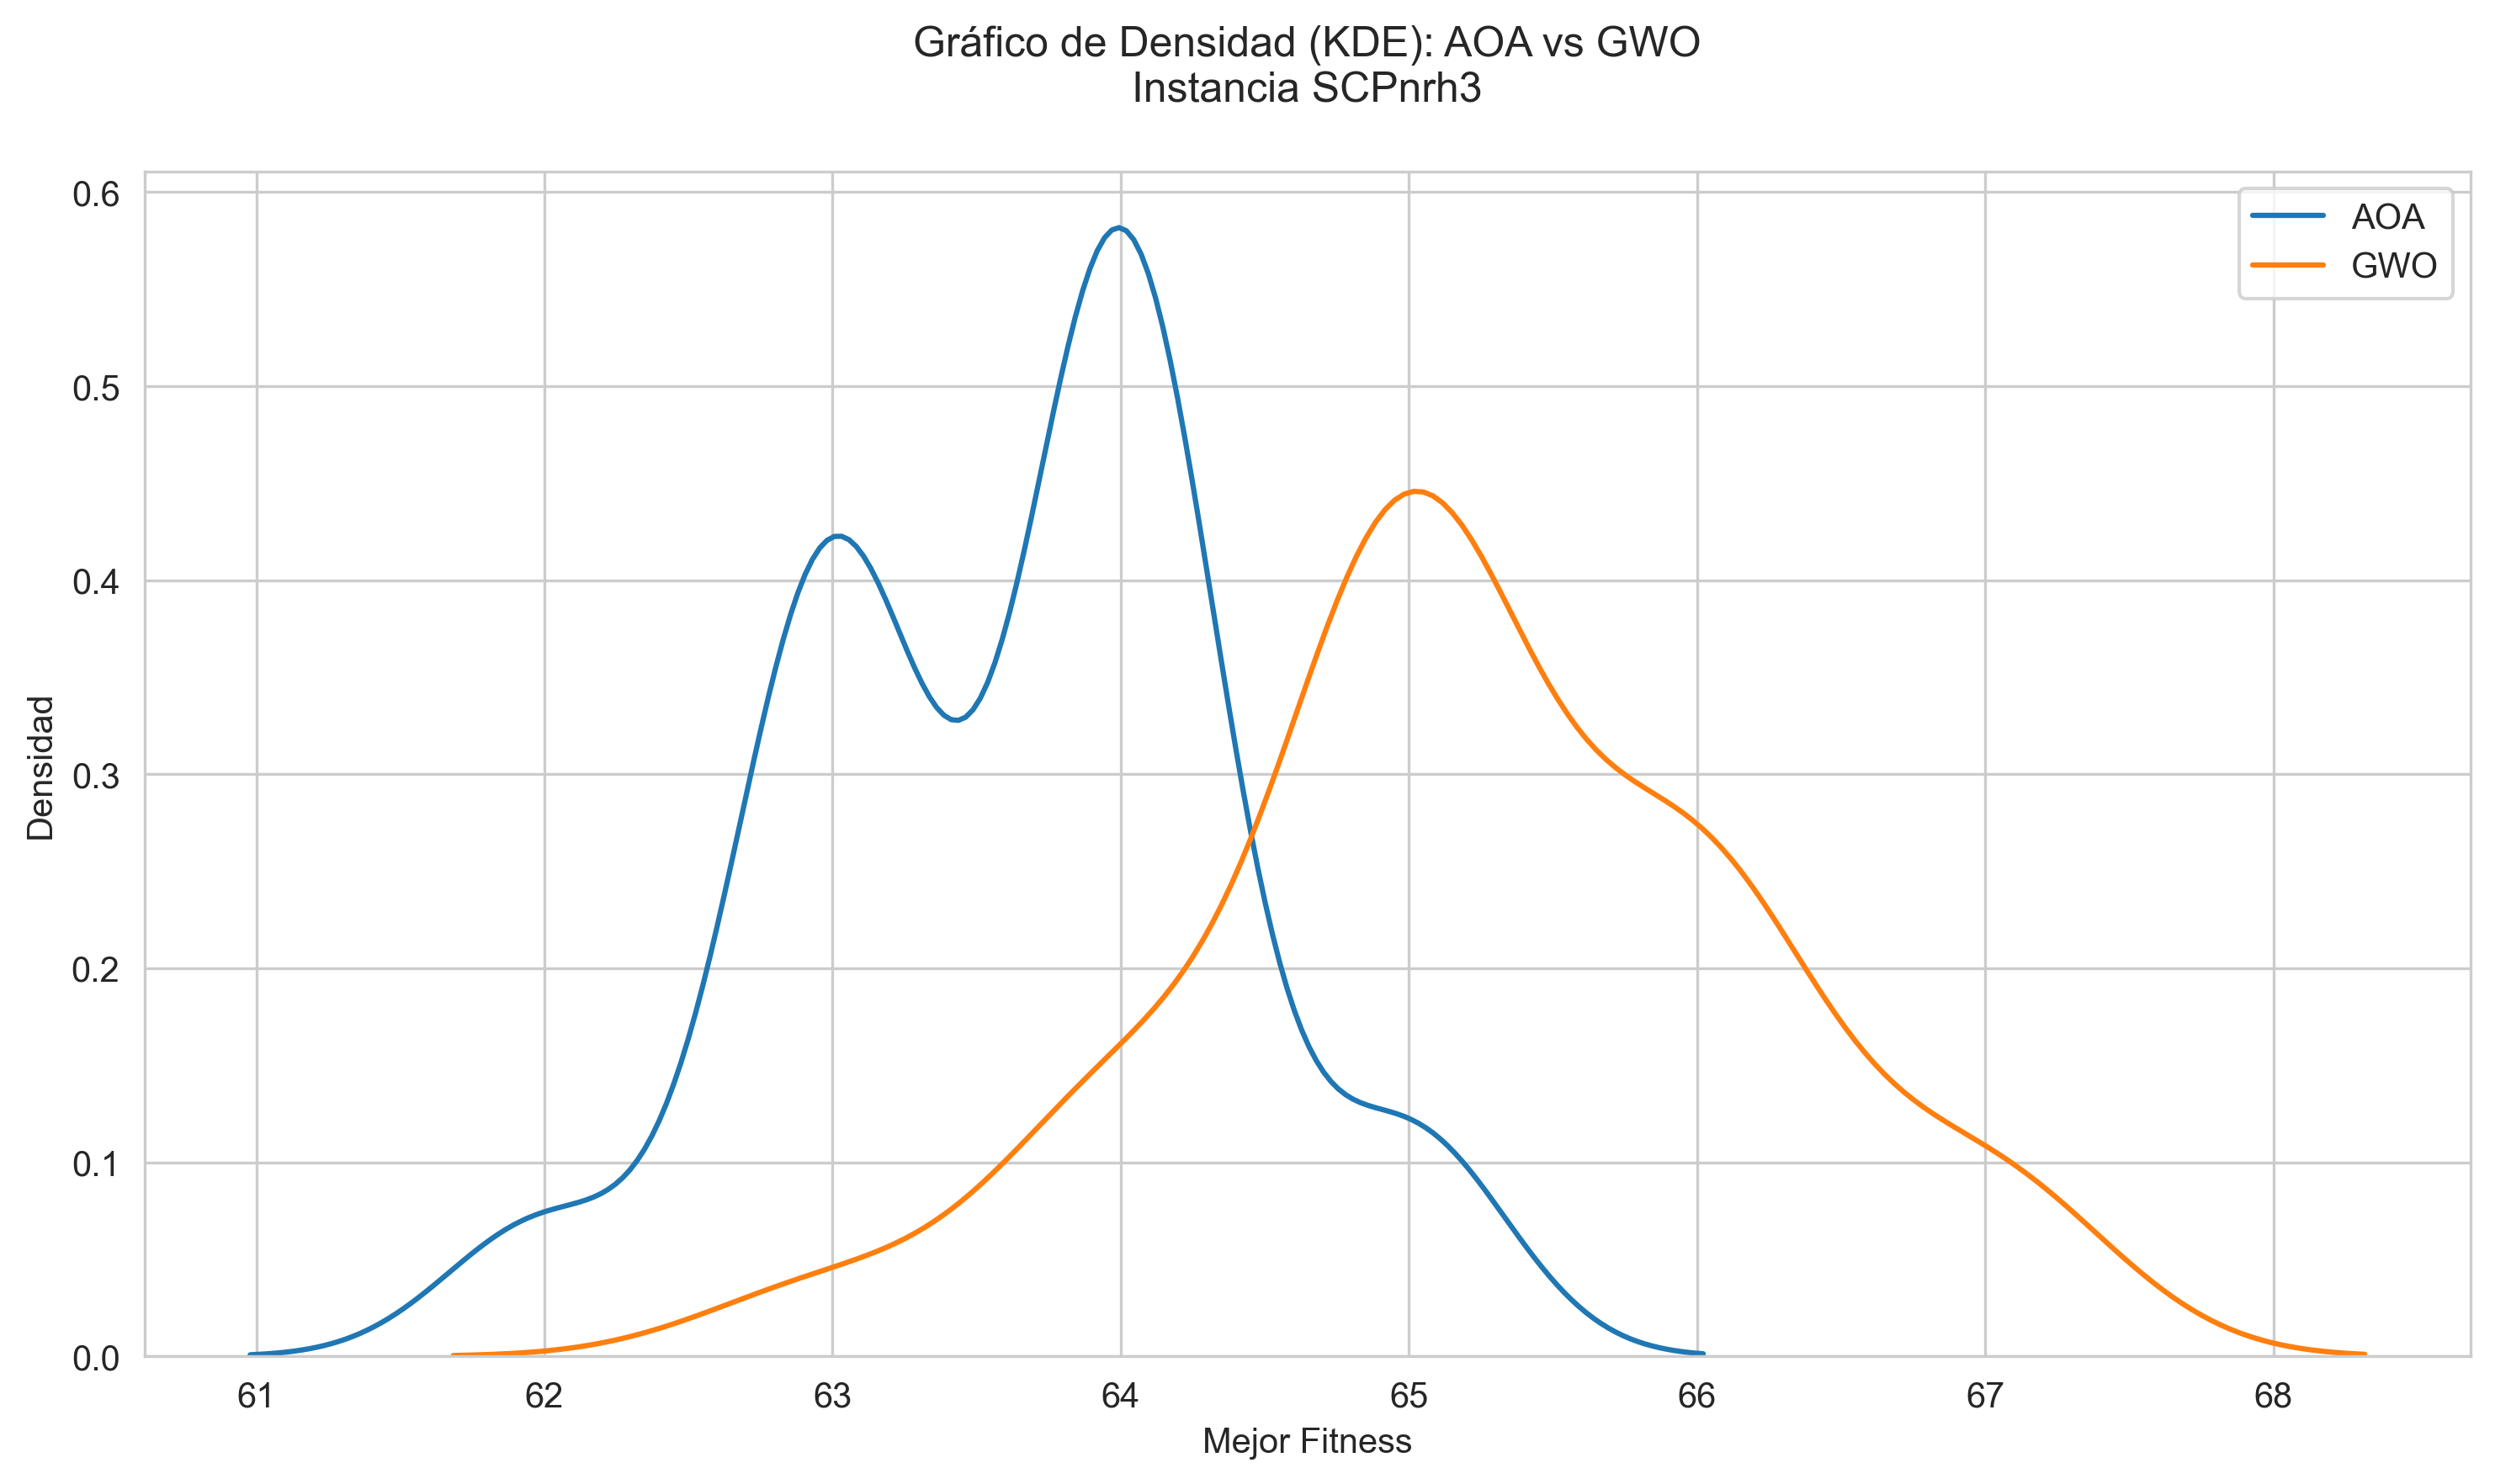 Gráfico de Densidad (KDE): AOA vs GWO
Instancia SCPnrh3
AOA
GWO
0.6
0.5
0.4
0.3
0.2
0.1
0.0
Densidad
61 62 63 64 65 66 67 68
Mejor Fitness